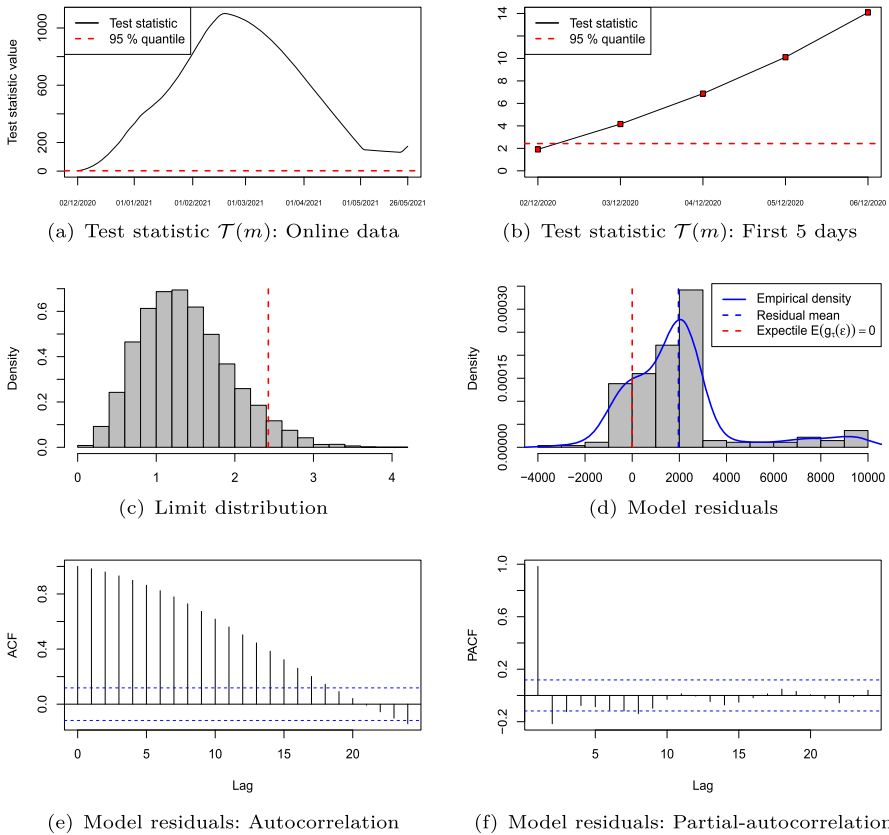 Test statistic
95 % quantile
Test statistic value
0
200
600
1000
02/12/2020
01/01/2021
01/02/2021
01/03/2021
01/04/2021
01/05/2021
26/05/2021
(a) Test statistic 𝒯(m): Online data
Test statistic
95 % quantile
0
2
4
6
8
10
14
02/12/2020
03/12/2020
04/12/2020
05/12/2020
06/12/2020
(b) Test statistic 𝒯(m): First 5 days
Density
0.0
0.2
0.4
0.6
0
1
2
3
4
(c) Limit distribution
Empirical density
Residual mean
Expectile E(gτ(ε)) = 0
Density
0.00000
0.00015
0.00030
−4000
−2000
0
2000
4000
6000
8000
10000
(d) Model residuals
ACF
0.0
0.4
0.8
0
5
10
15
20
Lag
(e) Model residuals: Autocorrelation
PACF
−0.2
0.2
0.6
1.0
5
10
15
20
Lag
(f) Model residuals: Partial-autocorrelation